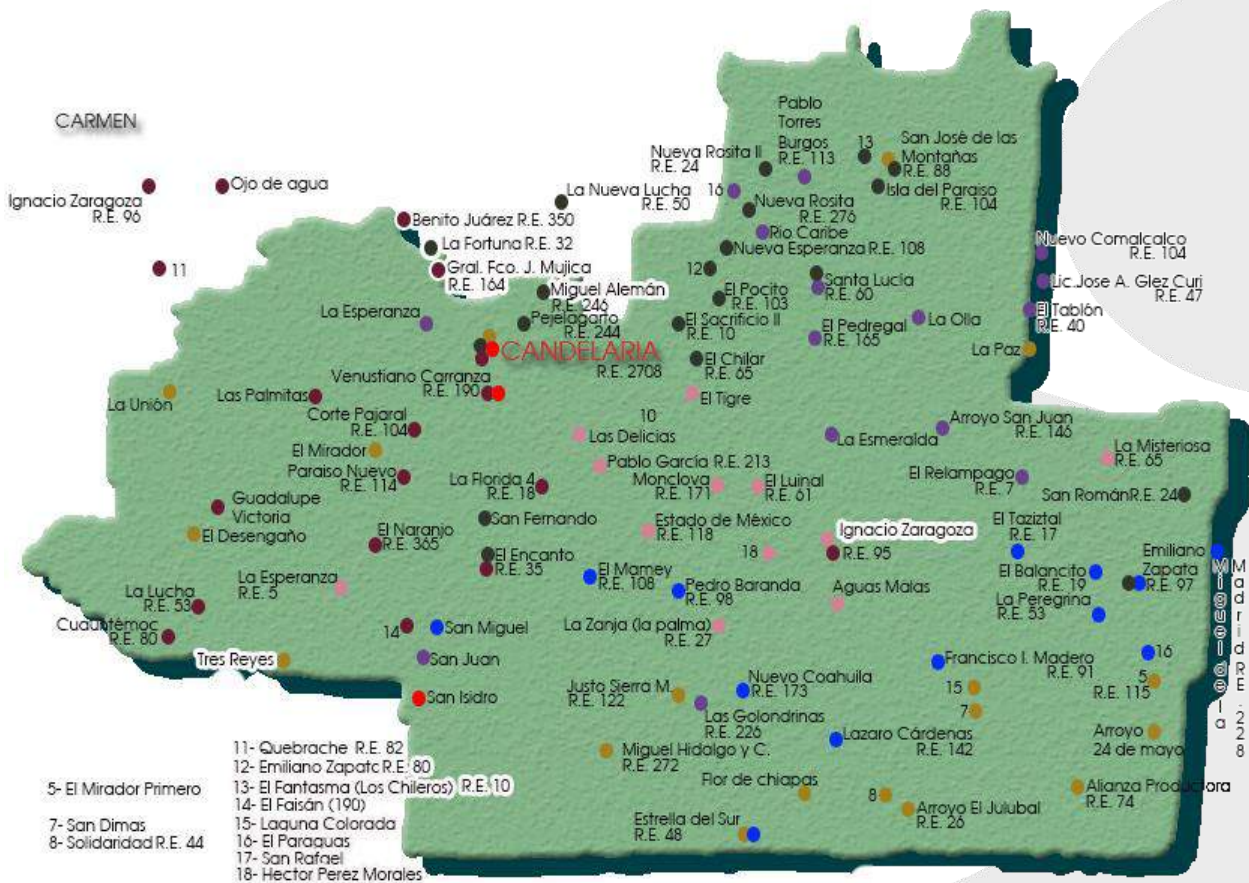 CARMEN
Ignacio Zaragoza
R.E. 96
Ojo de agua
11
Benito Juárez R.E. 350
La Fortuna R.E. 32
Gral. Fco. J. Mujica
R.E. 164
La Nueva Lucha
R.E. 50
Nueva Rosita II
R.E. 24
Pablo
Torres
Burgos
R.E. 113
13
San José de las
Montañas
R.E. 88
Isla del Paraiso
R.E. 104
16
Nueva Rosita
R.E. 276
Rio Caribe
Nueva Esperanza R.E. 108
12
Santa Lucía
R.E. 60
El Pocito
R.E. 103
Nuevo Comalcalco
R.E. 104
Lic.Jose A. Glez Curi
R.E. 47
El Tablón
R.E. 40
Miguel Alemán
R.E. 246
La Esperanza
Pejelagarto
R.E. 244
El Sacrificio II
R.E. 10
El Pedregal
R.E. 165
La Olla
La Paz
CANDELARIA
R.E. 2708
El Chilar
R.E. 65
Venustiano Carranza
R.E. 190
El Tigre
La Unión
Las Palmitas
Corte Pajaral
R.E. 104
10
Las Delicias
La Esmeralda
Arroyo San Juan
R.E. 146
El Mirador
La Misteriosa
R.E. 65
Paraiso Nuevo
R.E. 114
Pablo García R.E. 213
La Florida 4
R.E. 18
Monclova
R.E. 171
El Luinal
R.E. 61
El Relampago
R.E. 7
San Román R.E. 24
Guadalupe
Victoria
San Fernando
Estado de México
R.E. 118
Ignacio Zaragoza
R.E. 95
El Desengaño
El Naranjo
R.E. 365
18
El Taziztal
R.E. 17
Emiliano
Zapata
R.E. 97
El Encanto
R.E. 35
El Mamey
R.E. 108
Pedro Baranda
R.E. 98
Aguas Malas
El Balancito
R.E. 19
La Esperanza
R.E. 5
La Lucha
R.E. 53
La Peregrina
R.E. 53
Cuauhtémoc
R.E. 80
14
San Miguel
La Zanja (la palma)
R.E. 27
Miguel de la
Madrid R.E. 228
Tres Reyes
San Juan
Francisco I. Madero
R.E. 91
16
San Isidro
Justo Sierra M.
R.E. 122
Nuevo Coahuila
R.E. 173
15
5
R.E. 115
Las Golondrinas
R.E. 226
7
Lazaro Cárdenas
R.E. 142
Arroyo
24 de mayo
Miguel Hidalgo y C.
R.E. 272
Flor de chiapas
8
Alianza Productora
R.E. 74
Arroyo El Julubal
R.E. 26
Estrella del Sur
R.E. 48
5- El Mirador Primero
7- San Dimas
8- Solidaridad R.E. 44
11- Quebrache R.E. 82
12- Emiliano Zapatc R.E. 80
13- El Fantasma (Los Chileros) R.E. 10
14- El Faisán (190)
15- Laguna Colorada
16- El Paraguas
17- San Rafael
18- Hector Perez Morales